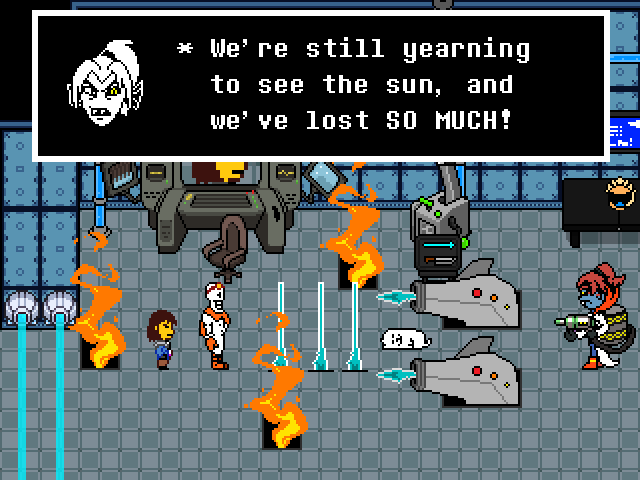 * We're still yearning
to see the sun, and
we've lost SO MUCH!